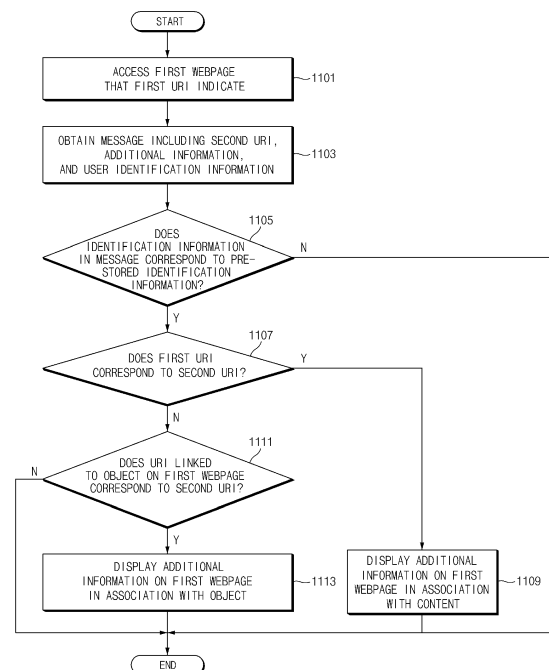 START
ACCESS FIRST WEBPAGE
THAT FIRST URI INDICATE
1101
OBTAIN MESSAGE INCLUDING SECOND URI,
ADDITIONAL INFORMATION,
AND USER IDENTIFICATION INFORMATION
1103
1105
DOES
IDENTIFICATION INFORMATION
IN MESSAGE CORRESPOND TO PRE-
STORED IDENTIFICATION
INFORMATION?
N
Y
1107
DOES FIRST URI
CORRESPOND TO SECOND URI?
Y
N
1111
DOES URI LINKED
TO OBJECT ON FIRST WEBPAGE
CORRESPOND TO SECOND URI?
N
Y
DISPLAY ADDITIONAL
INFORMATION ON FIRST WEBPAGE
IN ASSOCIATION WITH OBJECT
1113
DISPLAY ADDITIONAL
INFORMATION ON FIRST
WEBPAGE IN ASSOCIATION
WITH CONTENT
1109
END